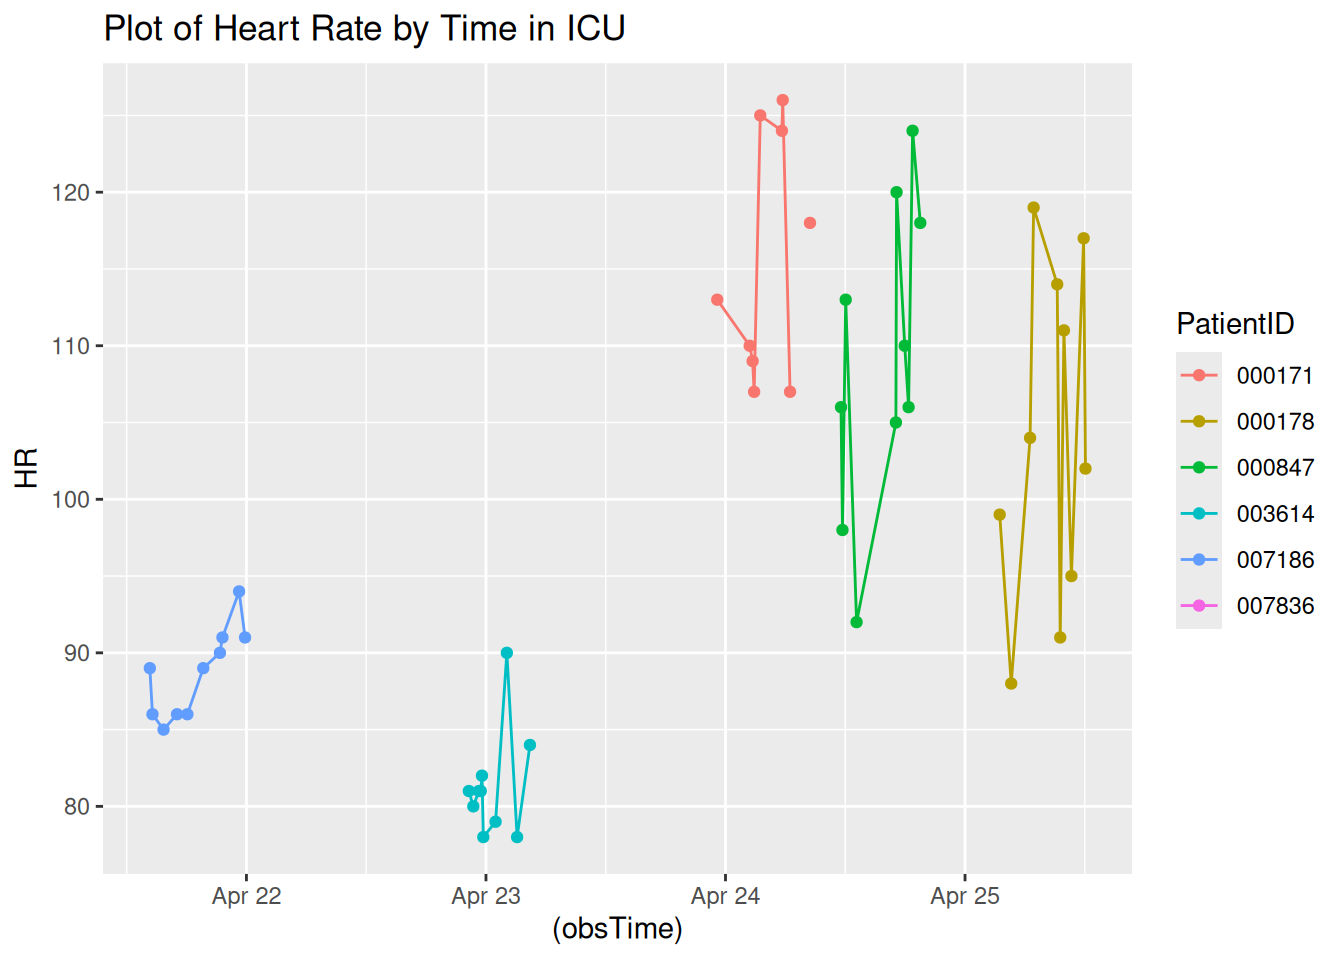 Plot of Heart Rate by Time in ICU
HR
120
110
100
90
80
Apr 22
Apr 23
Apr 24
Apr 25
(obsTime)
PatientID
000171
000178
000847
003614
007186
007836